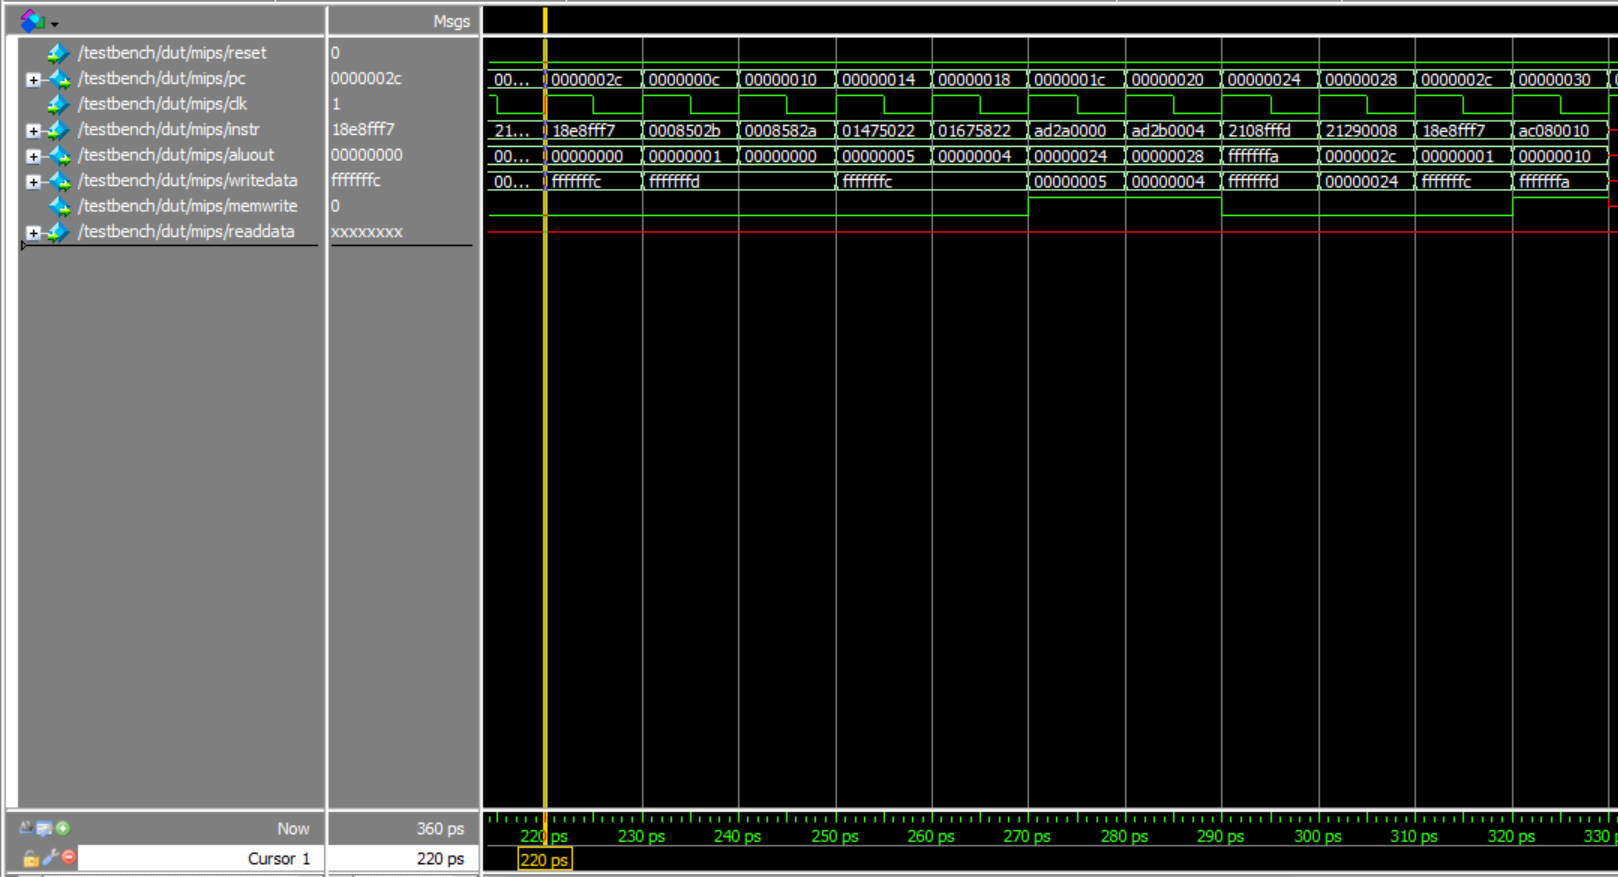 Msgs
/testbench/dut/mips/reset 0
/testbench/dut/mips/pc 0000002c 00... 0000002c 0000000c 00000010 00000014 00000018 0000001c 00000020 00000024 00000028 0000002c 00000030
/testbench/dut/mips/clk 1
/testbench/dut/mips/instr 18e8fff7 21... 18e8fff7 0008502b 0008582a 01475022 01675822 ad2a0000 ad2b0004 2108fffd 21290008 18e8fff7 ac080010
/testbench/dut/mips/aluout 00000000 00... 00000000 00000001 00000000 00000005 00000004 00000024 00000028 fffffffa 0000002c 00000001 00000010
/testbench/dut/mips/writedata fffffffc 00... fffffffc fffffffd fffffffc 00000005 00000004 fffffffd 00000024 fffffffc fffffffa
/testbench/dut/mips/memwrite 0
/testbench/dut/mips/readdata xxxxxxxx
Now 360 ps 220 ps 230 ps 240 ps 250 ps 260 ps 270 ps 280 ps 290 ps 300 ps 310 ps 320 ps 330
Cursor 1 220 ps 220 ps